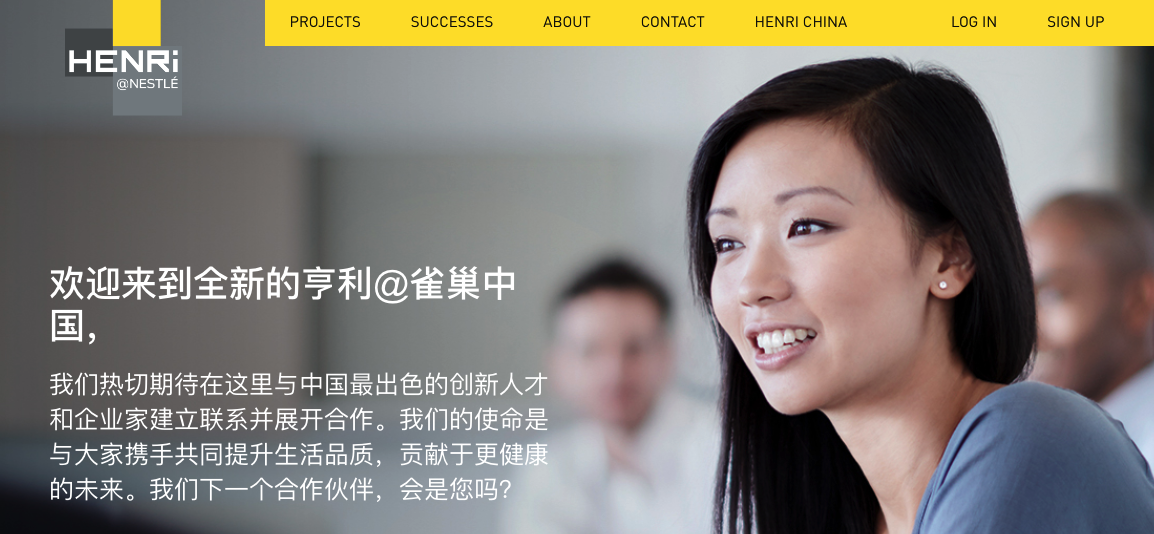 PROJECTS SUCCESSES ABOUT CONTACT HENRI CHINA LOG IN SIGN UP
HENRi
@NESTLÉ
欢迎来到全新的亨利@雀巢中
国，
我们热切期待在这里与中国最出色的创新人才
和企业家建立联系并展开合作。我们的使命是
与大家携手共同提升生活品质，贡献于更健康
的未来。我们下一个合作伙伴，会是您吗？